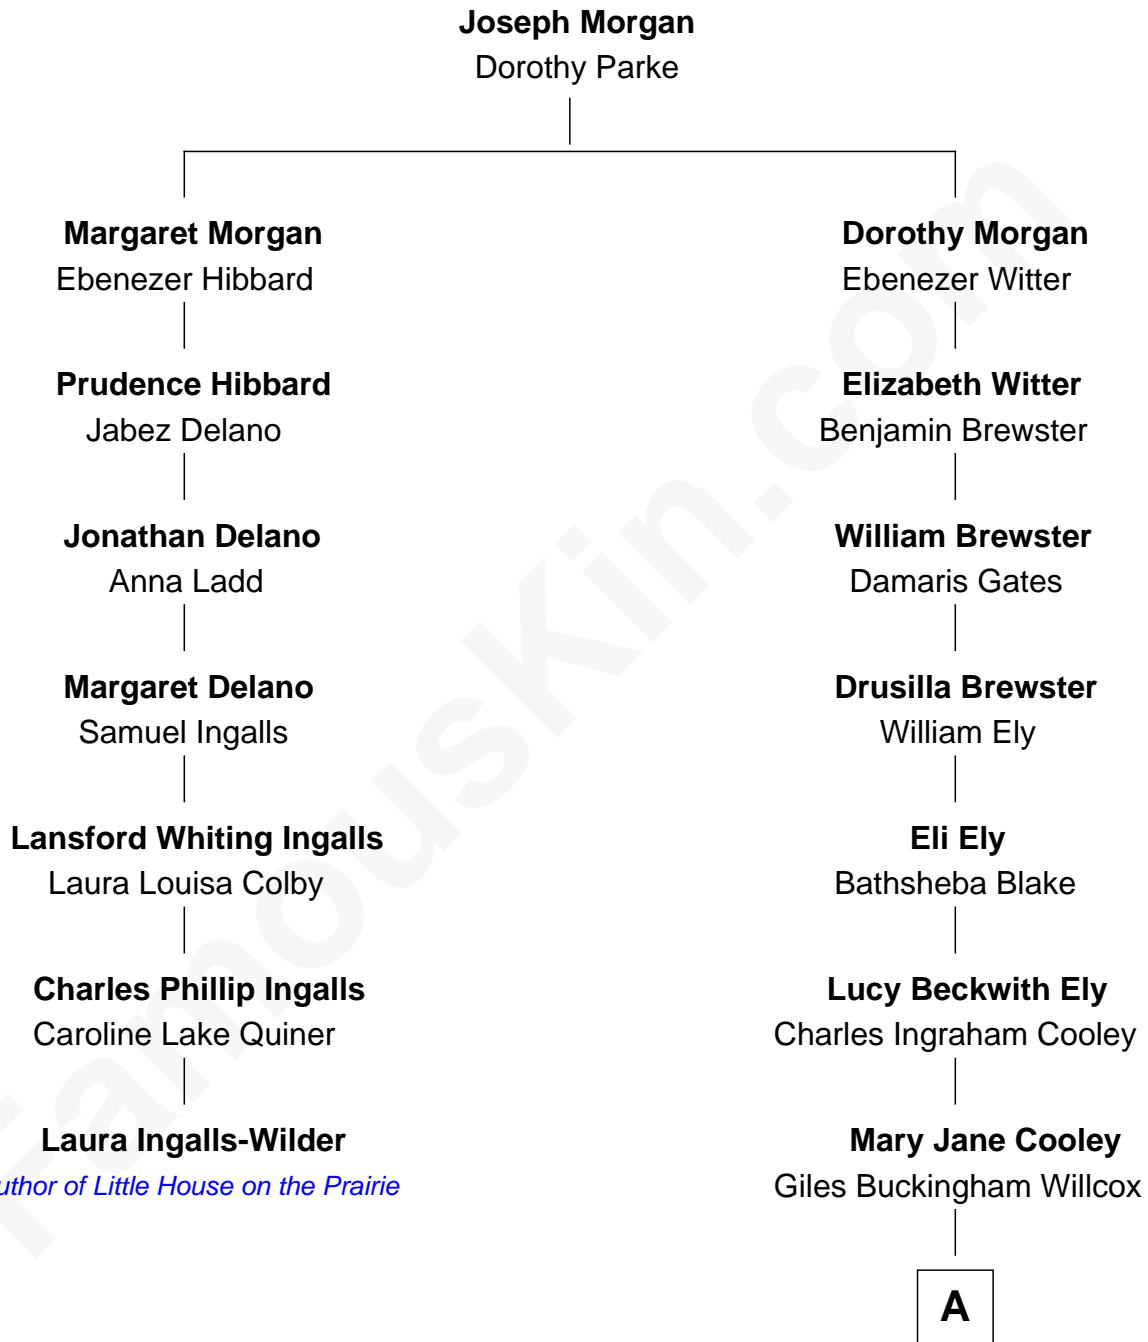 Joseph Morgan
Dorothy Parke
Margaret Morgan
Ebenezer Hibbard
Dorothy Morgan
Ebenezer Witter
Prudence Hibbard
Jabez Delano
Elizabeth Witter
Benjamin Brewster
Jonathan Delano
Anna Ladd
William Brewster
Damaris Gates
Margaret Delano
Samuel Ingalls
Drusilla Brewster
William Ely
Lansford Whiting Ingalls
Laura Louisa Colby
Eli Ely
Bathsheba Blake
Charles Phillip Ingalls
Caroline Lake Quiner
Lucy Beckwith Ely
Charles Ingraham Cooley
Laura Ingalls-Wilder
uthor of Little House on the Prairie
Mary Jane Cooley
Giles Buckingham Willcox
A
FamousKin.com